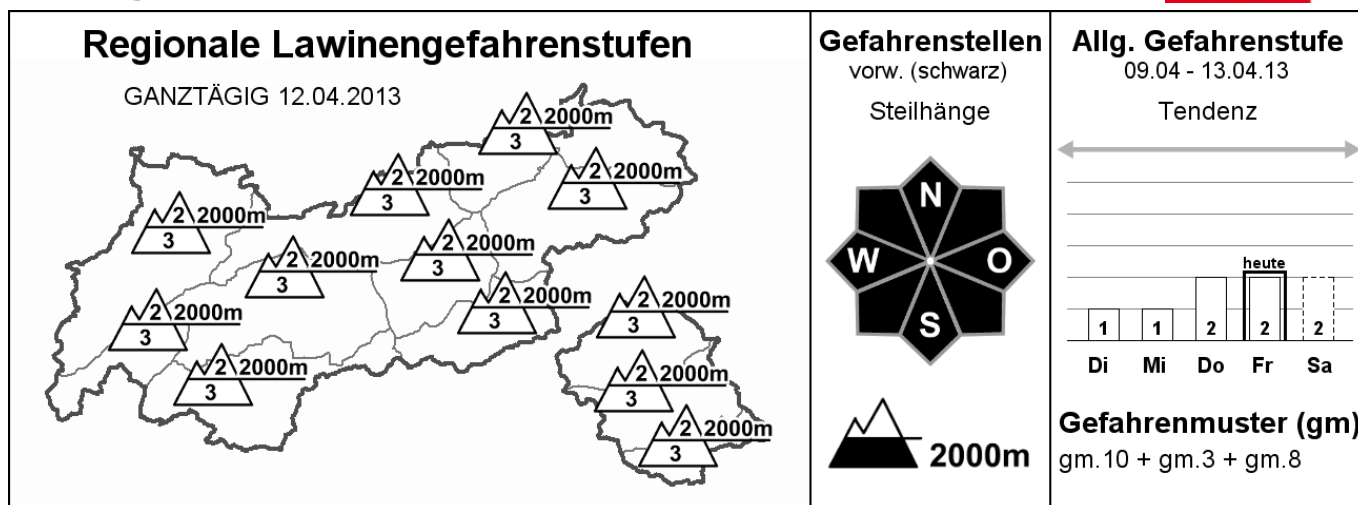 Regionale Lawinengefahrenstufen
GANZTÄGIG 12.04.2013
2 2000m
3
2 2000m
3
2 2000m
3
2 2000m
3
2 2000m
3
2 2000m
3
2 2000m
3
2 2000m
3
2 2000m
3
2 2000m
3
2 2000m
3
2 2000m
3
Gefahrenstellen
vorw. (schwarz)
Steilhänge
N
W O
S
2000m
Allg. Gefahrenstufe
09.04 - 13.04.13
Tendenz
heute
1 1 2 2 2
Di Mi Do Fr Sa
Gefahrenmuster (gm)
gm.10 + gm.3 + gm.8